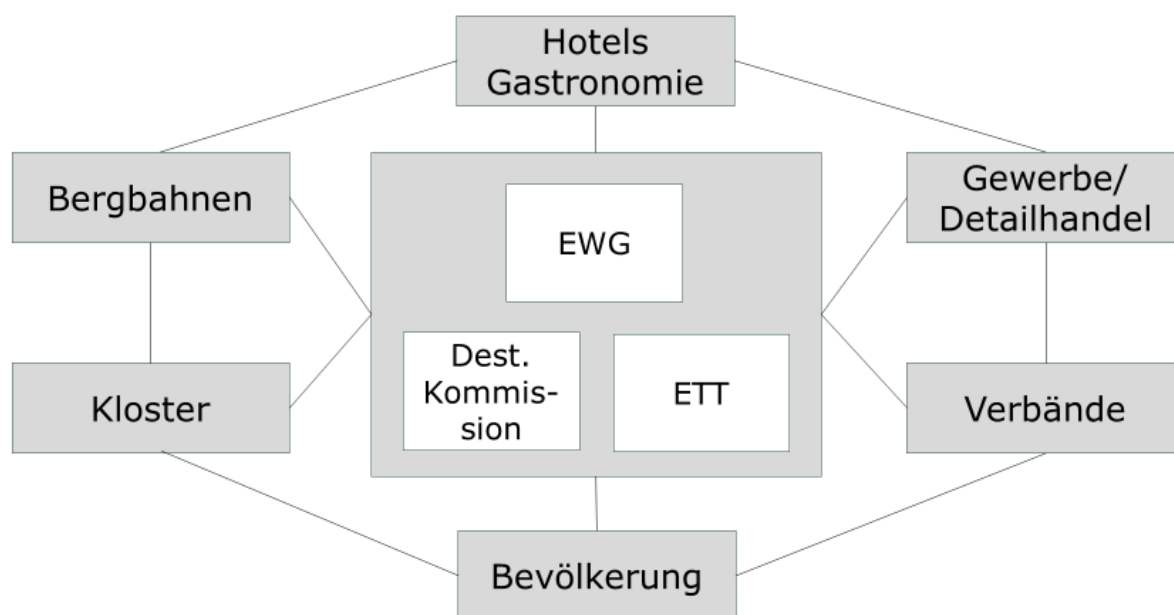 Hotels
Gastronomie
Bergbahnen
Gewerbe/
Detailhandel
EWG
Dest.
Kommis-
sion
ETT
Kloster
Verbände
Bevölkerung